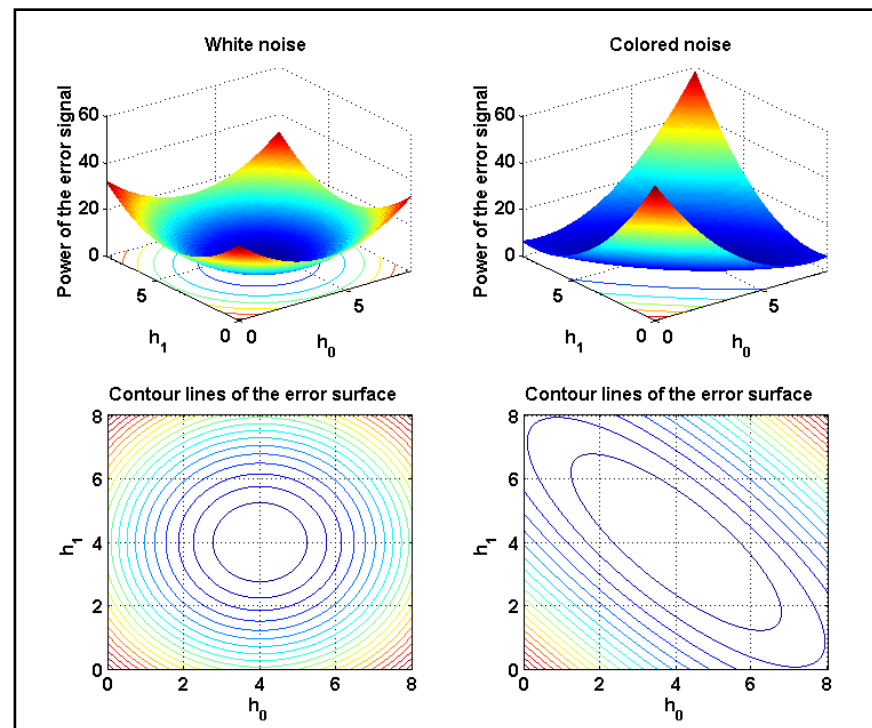 White noise
Power of the error signal
60
40
20
0
5
0
0
5
h1
h0
Colored noise
Power of the error signal
60
40
20
0
5
0
0
5
h1
h0
Contour lines of the error surface
h1
8
6
4
2
0
0 2 4 6 8
h0
Contour lines of the error surface
h1
8
6
4
2
0
0 2 4 6 8
h0